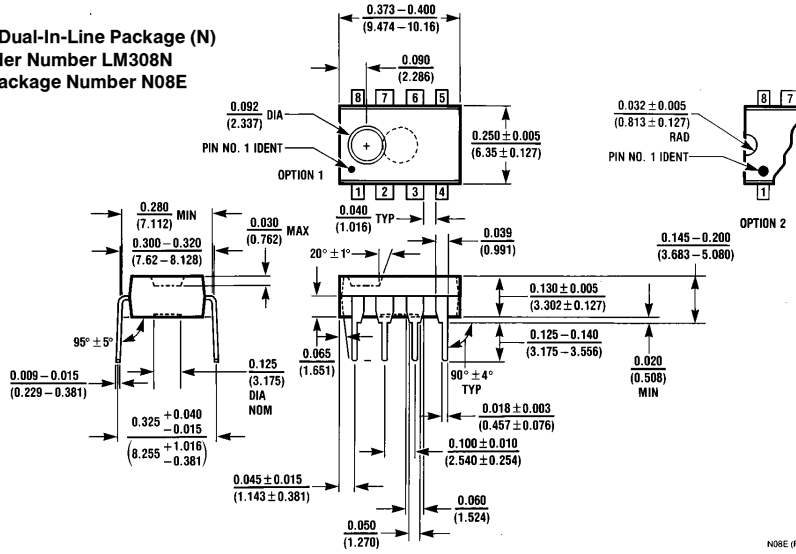 Dual-In-Line Package (N)
der Number LM308N
ackage Number N08E
0.373 – 0.400
(9.474 – 10.16)
0.090
(2.286)
8 7 6 5
0.092 DIA
(2.337)
PIN NO. 1 IDENT
OPTION 1
+
0.250 ± 0.005
(6.35 ± 0.127)
1 2 3 4
0.032 ± 0.005
(0.813 ± 0.127)
RAD
PIN NO. 1 IDENT
8 7
1
OPTION 2
0.280 MIN
(7.112)
0.300 – 0.320
(7.62 – 8.128)
0.030 MAX
(0.762)
0.040 TYP
(1.016)
20° ± 1°
0.039
(0.991)
0.145 – 0.200
(3.683 – 5.080)
0.130 ± 0.005
(3.302 ± 0.127)
95° ± 5°
0.009 – 0.015
(0.229 – 0.381)
0.125
(3.175)
DIA
NOM
0.065
(1.651)
90° ± 4°
TYP
0.125 – 0.140
(3.175 – 3.556)
0.020
(0.508)
MIN
0.325 +0.040
–0.015
(8.255 +1.016
–0.381)
0.018 ± 0.003
(0.457 ± 0.076)
0.100 ± 0.010
(2.540 ± 0.254)
0.045 ± 0.015
(1.143 ± 0.381)
0.060
(1.524)
0.050
(1.270)
N08E